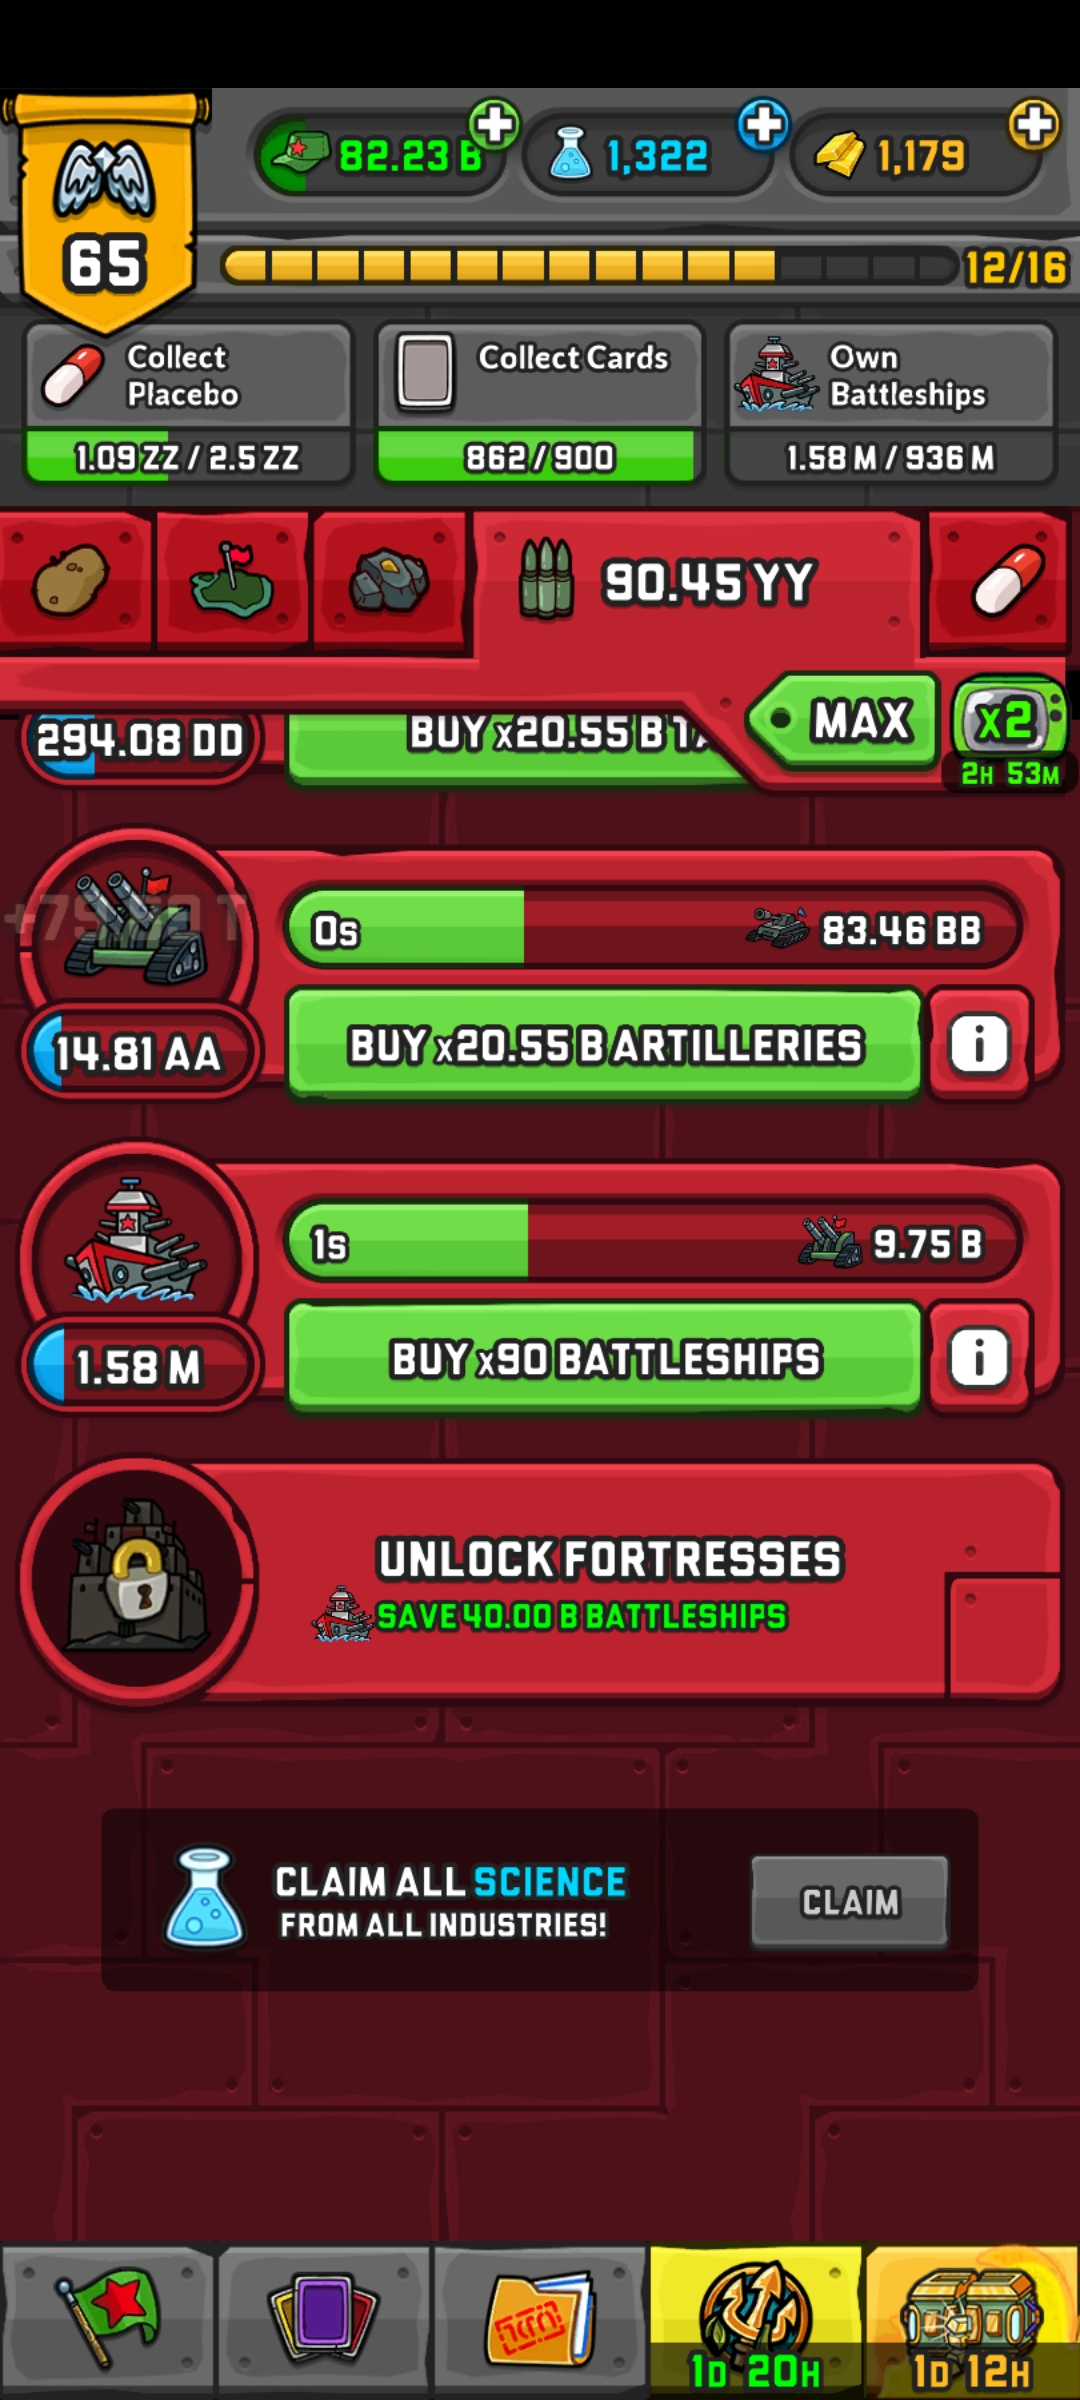 82.23 B
1,322
1,179
65
12/16
Collect
Placebo
1.09 ZZ / 2.5 ZZ
Collect Cards
862/900
Own
Battleships
1.58 M / 936 M
90.45 YY
MAX
x2
2H 53M
294.08 DD
BUY x20.55 B
0s
83.46 BB
14.81 AA
BUY x20.55 B ARTILLERIES
i
1s
9.75 B
1.58 M
BUY x90 BATTLESHIPS
i
UNLOCK FORTRESSES
SAVE 40.00 B BATTLESHIPS
CLAIM ALL SCIENCE
FROM ALL INDUSTRIES!
CLAIM
1D 20H
1D 12H